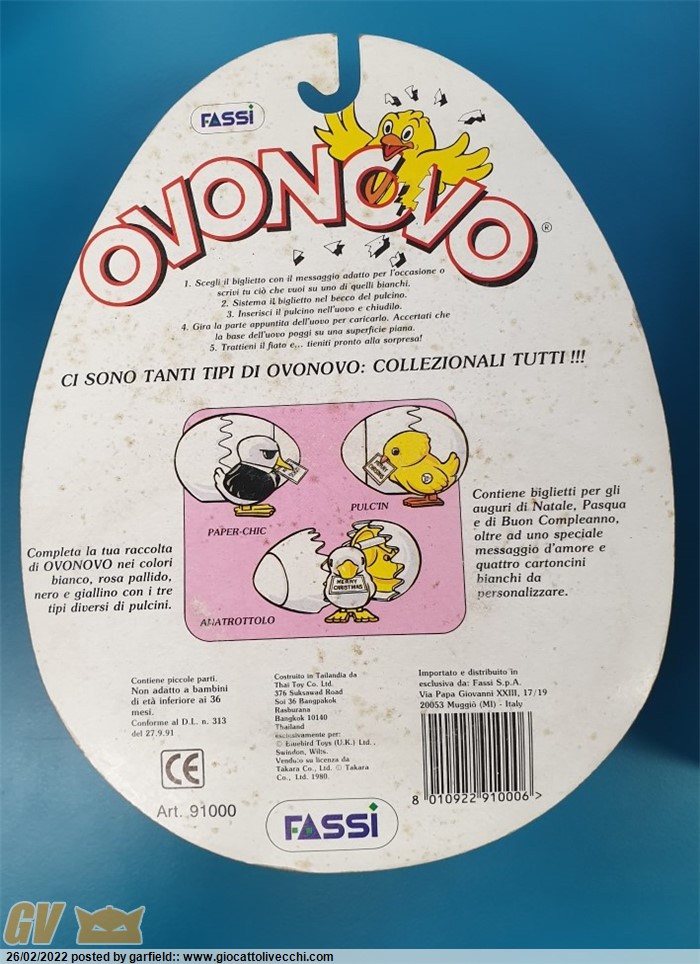 FASSI
OVONOVO ®
1. Scegli il biglietto con il messaggio adatto per l'occasione o
scrivi tu ciò che vuoi su uno di quelli bianchi.
2. Sistema il biglietto nel becco del pulcino.
3. Inserisci il pulcino nell'uovo e chiudilo.
4. Gira la parte appuntita dell'uovo per caricarlo. Accertati che
la base dell'uovo poggi su una superficie piana.
5. Trattieni il fiato e... tieniti pronto alla sorpresa!
CI SONO TANTI TIPI DI OVONOVO: COLLEZIONALI TUTTI !!!
PAPER-CHIC
PULC'IN
MERRY
CHRISTMAS
ANATROTTOLO
Completa la tua raccolta
di OVONOVO nei colori
bianco, rosa pallido,
nero e giallino con i tre
tipi diversi di pulcini.
Contiene biglietti per gli
auguri di Natale, Pasqua
e di Buon Compleanno,
oltre ad uno speciale
messaggio d'amore e
quattro cartoncini
bianchi da
personalizzare.
Contiene piccole parti.
Non adatto a bambini
di età inferiore ai 36
mesi.
Conforme al D.L. n. 313
del 27.9.91
CE
Art. 91000
Costruito in Tailandia da
Thai Toy Co. Ltd.
376 Suksawad Road
Soi 36 Bangpakok
Rasburana
Bangkok 10140
Thailand
esclusivamente per:
© Bluebird Toys (U.K.) Ltd.,
Swindon, Wilts.
Venduto su licenza da
Takara Co., Ltd. © Takara
Co., Ltd. 1980.
Importato e distribuito in
esclusiva da: Fassi S.p.A.
Via Papa Giovanni XXIII, 17/19
20053 Muggiò (MI) - Italy
8 010922 910006 >
FASSI
GV
26/02/2022 posted by garfield:: www.giocattolivecchi.com